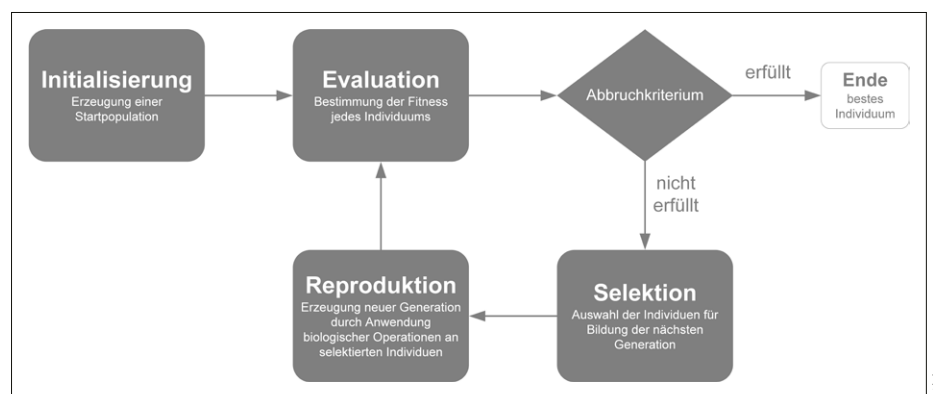 Initialisierung
Erzeugung einer
Startpopulation
Evaluation
Bestimmung der Fitness
jedes Individuums
Abbruchkriterium
erfüllt
Ende
bestes
Individuum
nicht
erfüllt
Selektion
Auswahl der Individuen für
Bildung der nächsten
Generation
Reproduktion
Erzeugung neuer Generation
durch Anwendung
biologischer Operationen an
selektierten Individuen